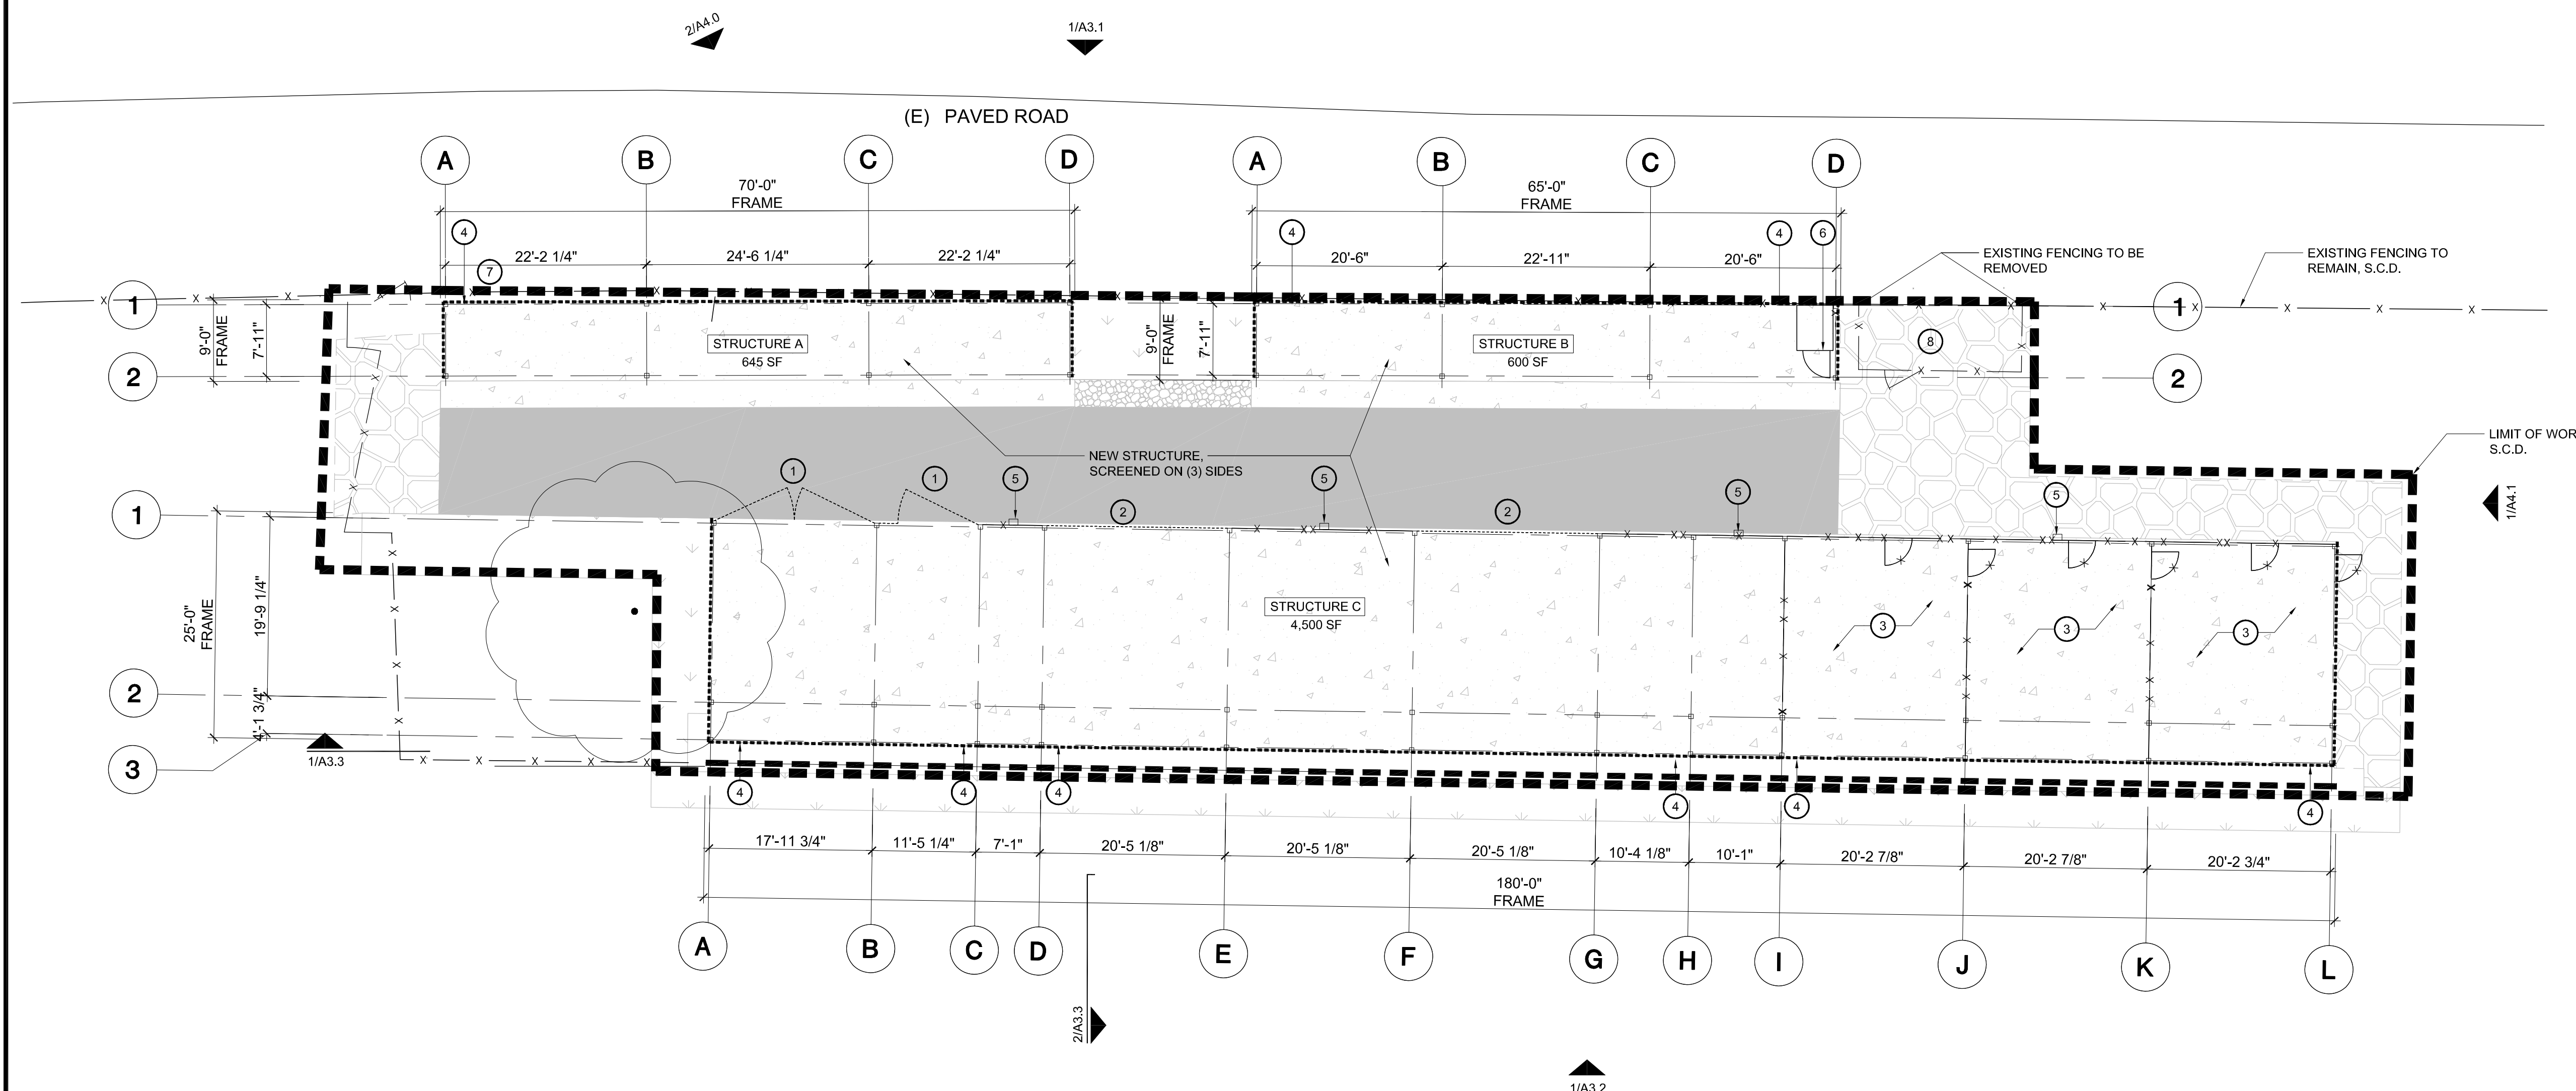 2/A4.0
1/A3.1
(E) PAVED ROAD
A
B
C
D
A
B
C
D
70'-0"
FRAME
65'-0"
FRAME
4
4
4
6
22'-2 1/4"
24'-6 1/4"
22'-2 1/4"
20'-6"
22'-11"
20'-6"
7
EXISTING FENCING TO BE
REMOVED
EXISTING FENCING TO
REMAIN, S.C.D.
1
1
9'-0"
FRAME
7'-11"
9'-0"
FRAME
7'-11"
STRUCTURE A
645 SF
STRUCTURE B
600 SF
8
2
2
NEW STRUCTURE,
SCREENED ON (3) SIDES
LIMIT OF WOR
S.C.D.
1
1
5
5
5
5
1/A4.1
1
2
2
25'-0"
FRAME
19'-9 1/4"
4'-1 3/4"
STRUCTURE C
4,500 SF
3
3
3
2
3
1/A3.3
4
4
4
4
4
4
17'-11 3/4"
11'-5 1/4"
7'-1"
20'-5 1/8"
20'-5 1/8"
20'-5 1/8"
10'-4 1/8"
10'-1"
20'-2 7/8"
20'-2 7/8"
20'-2 3/4"
180'-0"
FRAME
A
B
C
D
E
F
G
H
I
J
K
L
2/A3.3
1/A3.2